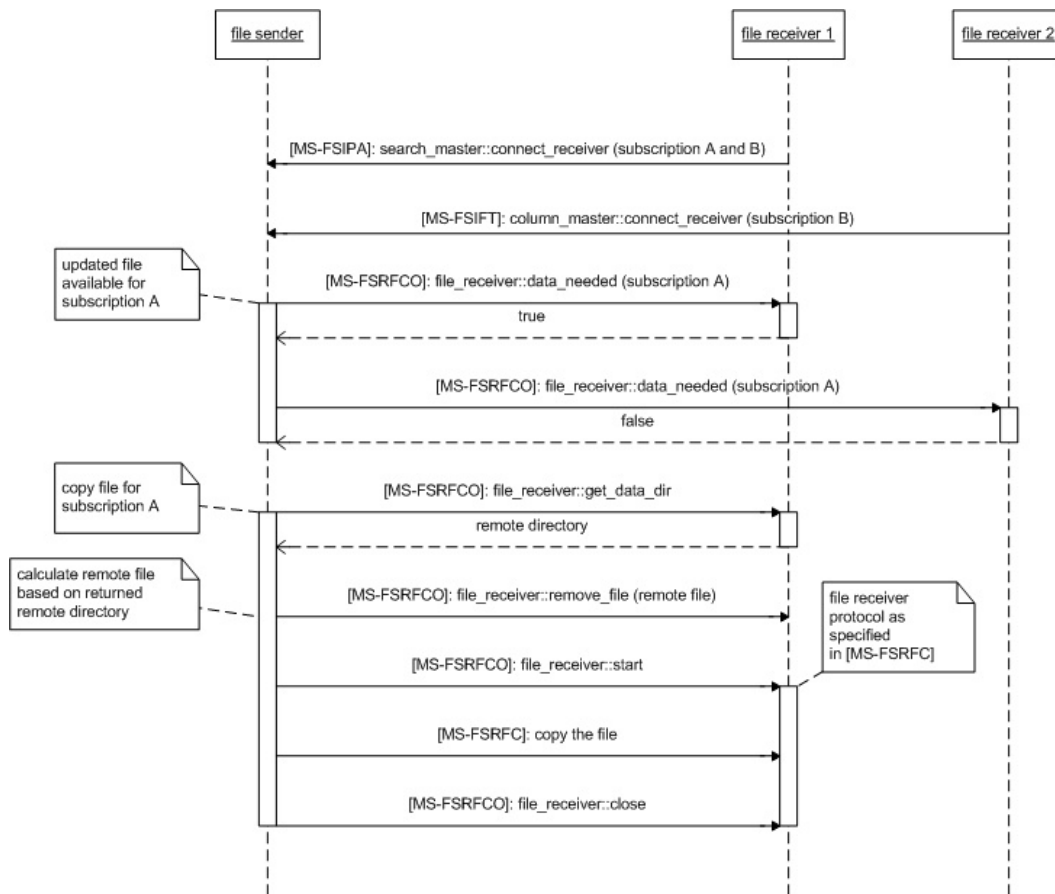 file sender
file receiver 1
file receiver 2
[MS-FSIPA]: search_master::connect_receiver (subscription A and B)
[MS-FSIFT]: column_master::connect_receiver (subscription B)
updated file
available for
subscription A
[MS-FSRFCO]: file_receiver::data_needed (subscription A)
true
[MS-FSRFCO]: file_receiver::data_needed (subscription A)
false
copy file for
subscription A
[MS-FSRFCO]: file_receiver::get_data_dir
remote directory
calculate remote file
based on returned
remote directory
[MS-FSRFCO]: file_receiver::remove_file (remote file)
file receiver
protocol as
specified
in [MS-FSRFC]
[MS-FSRFCO]: file_receiver::start
[MS-FSRFC]: copy the file
[MS-FSRFCO]: file_receiver::close